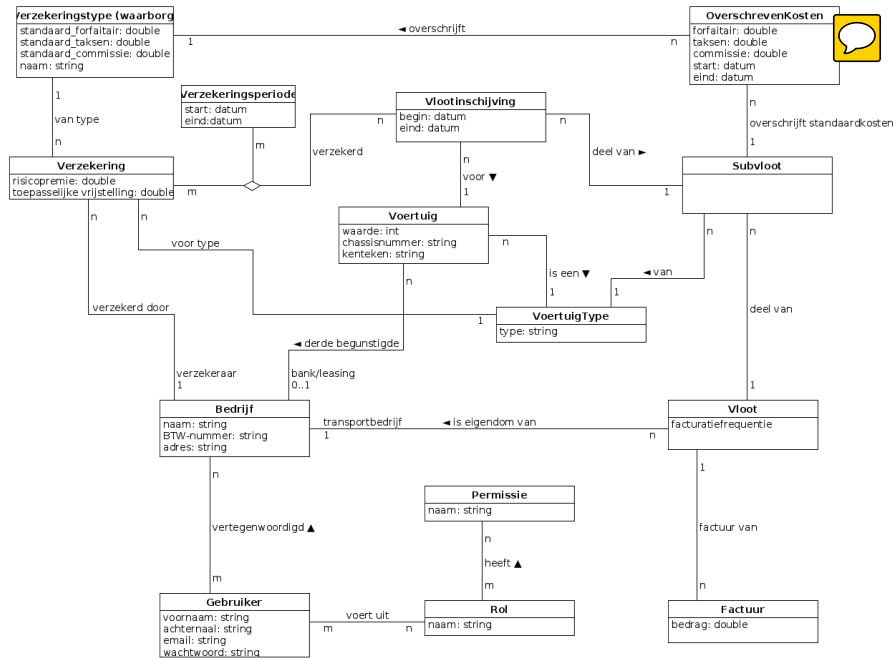 Verzekeringstype (waarborg
standaard_forfaitair: double
standaard_taksen: double
standaard_commissie: double
naam: string
◄ overschrijft
1
n
OverschrevenKosten
forfaitair: double
taksen: double
commissie: double
start: datum
eind: datum
1
van type
n
Verzekeringsperiode
start: datum
eind:datum
m
Vlootinschijving
begin: datum
eind: datum
n
verzekerd
n
deel van ►
1
n
overschrijft standaardkosten
1
Verzekering
risicopremie: double
toepasselijke vrijstelling: double
m
n
voor ▼
1
Subvloot
Voertuig
waarde: int
chassisnummer: string
kenteken: string
n
n
voor type
1
n
is een ▼
1
n
◄ van
1
n
deel van
1
VoertuigType
type: string
verzekerd door
verzekeraar
1
n
◄ derde begunstigde
bank/leasing
0..1
Bedrijf
naam: string
BTW-nummer: string
adres: string
transportbedrijf
1
◄ is eigendom van
n
Vloot
facturatiefrequentie
n
vertegenwoordigd ▲
m
Permissie
naam: string
n
heeft ▲
m
1
factuur van
n
Gebruiker
voornaam: string
achternaal: string
email: string
wachtwoord: string
voert uit
m
n
Rol
naam: string
Factuur
bedrag: double